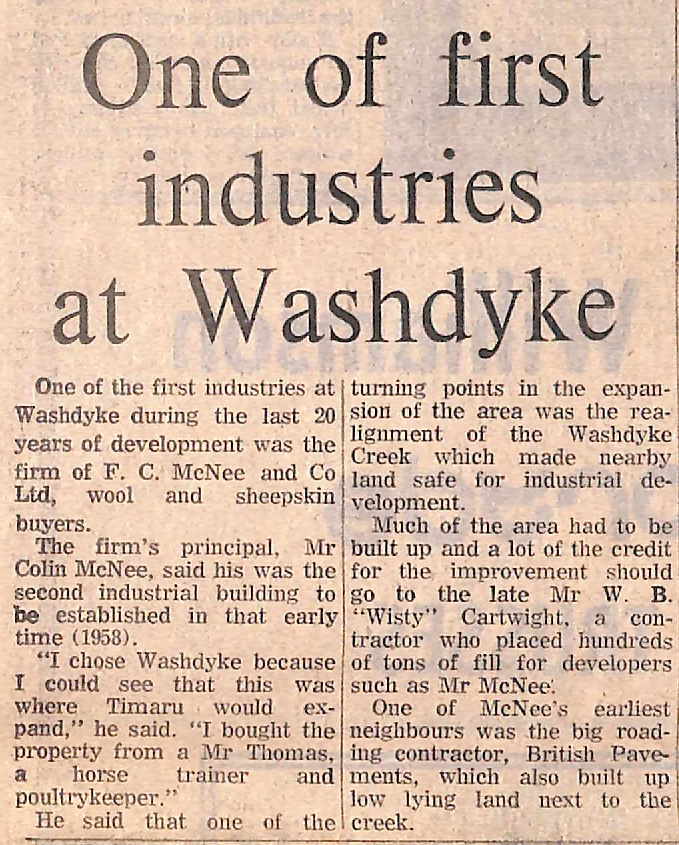 One of first
industries
at Washdyke
One of the first industries at
Washdyke during the last 20
years of development was the
firm of F. C. McNee and Co
Ltd, wool and sheepskin
buyers.
The firm's principal, Mr
Colin McNee, said his was the
second industrial building to
be established in that early
time (1958).
"I chose Washdyke because
I could see that this was
where Timaru would ex-
pand," he said. "I bought the
property from a Mr Thomas,
a horse trainer and
poultrykeeper."
He said that one of the
turning points in the expan-
sion of the area was the rea-
lignment of the Washdyke
Creek which made nearby
land safe for industrial de-
velopment.
Much of the area had to be
built up and a lot of the credit
for the improvement should
go to the late Mr W. B.
"Wisty" Cartwight, a con-
tractor who placed hundreds
of tons of fill for developers
such as Mr McNee.
One of McNee's earliest
neighbours was the big road-
ing contractor, British Pave-
ments, which also built up
low lying land next to the
creek.